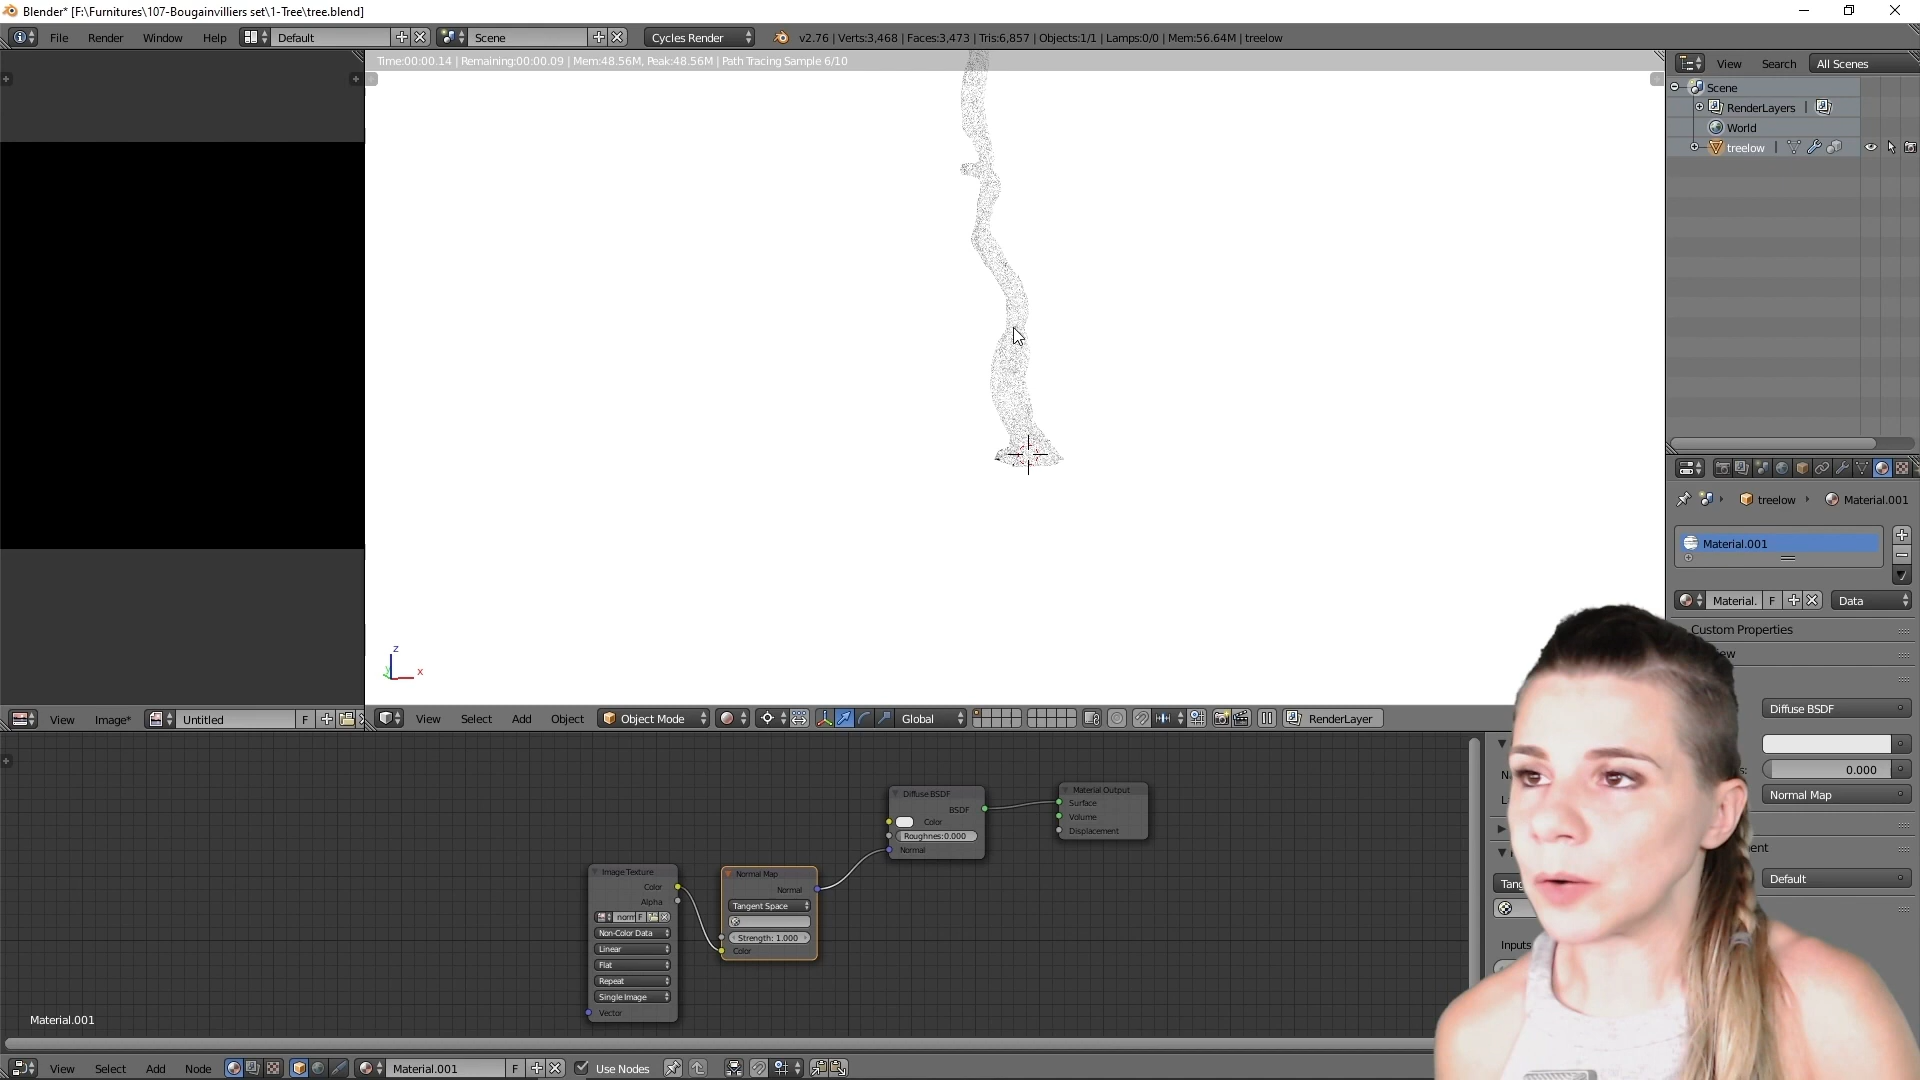 Blender* [F:\Furnitures\107-Bougainvilliers set\1-Tree\tree.blend]
File Render Window Help Default Scene Cycles Render v2.76 | Verts:3,468 | Faces:3,473 | Tris:6,857 | Objects:1/1 | Lamps:0/0 | Mem:56.64M | treelow
Time:00:00.14 | Remaining:00:00.09 | Mem:48.56M, Peak:48.56M | Path Tracing Sample 6/10
View Search All Scenes
Scene
RenderLayers |
World
treelow |
treelow Material.001
Material.001
Material. F Data
Custom Properties
Diffuse BSDF
0.000
Normal Map
Default
z
x
View Image* Untitled F
View Select Add Object Object Mode Global RenderLayer
Diffuse BSDF
BSDF
Color
Roughnes:0.000
Normal
Material Output
Surface
Volume
Displacement
Image Texture
Color
Alpha
norm F
Non-Color Data
Linear
Flat
Repeat
Single Image
Vector
Normal Map
Normal
Tangent Space
Strength: 1.000
Color
Tang
Inputs
Material.001
View Select Add Node Material.001 F Use Nodes